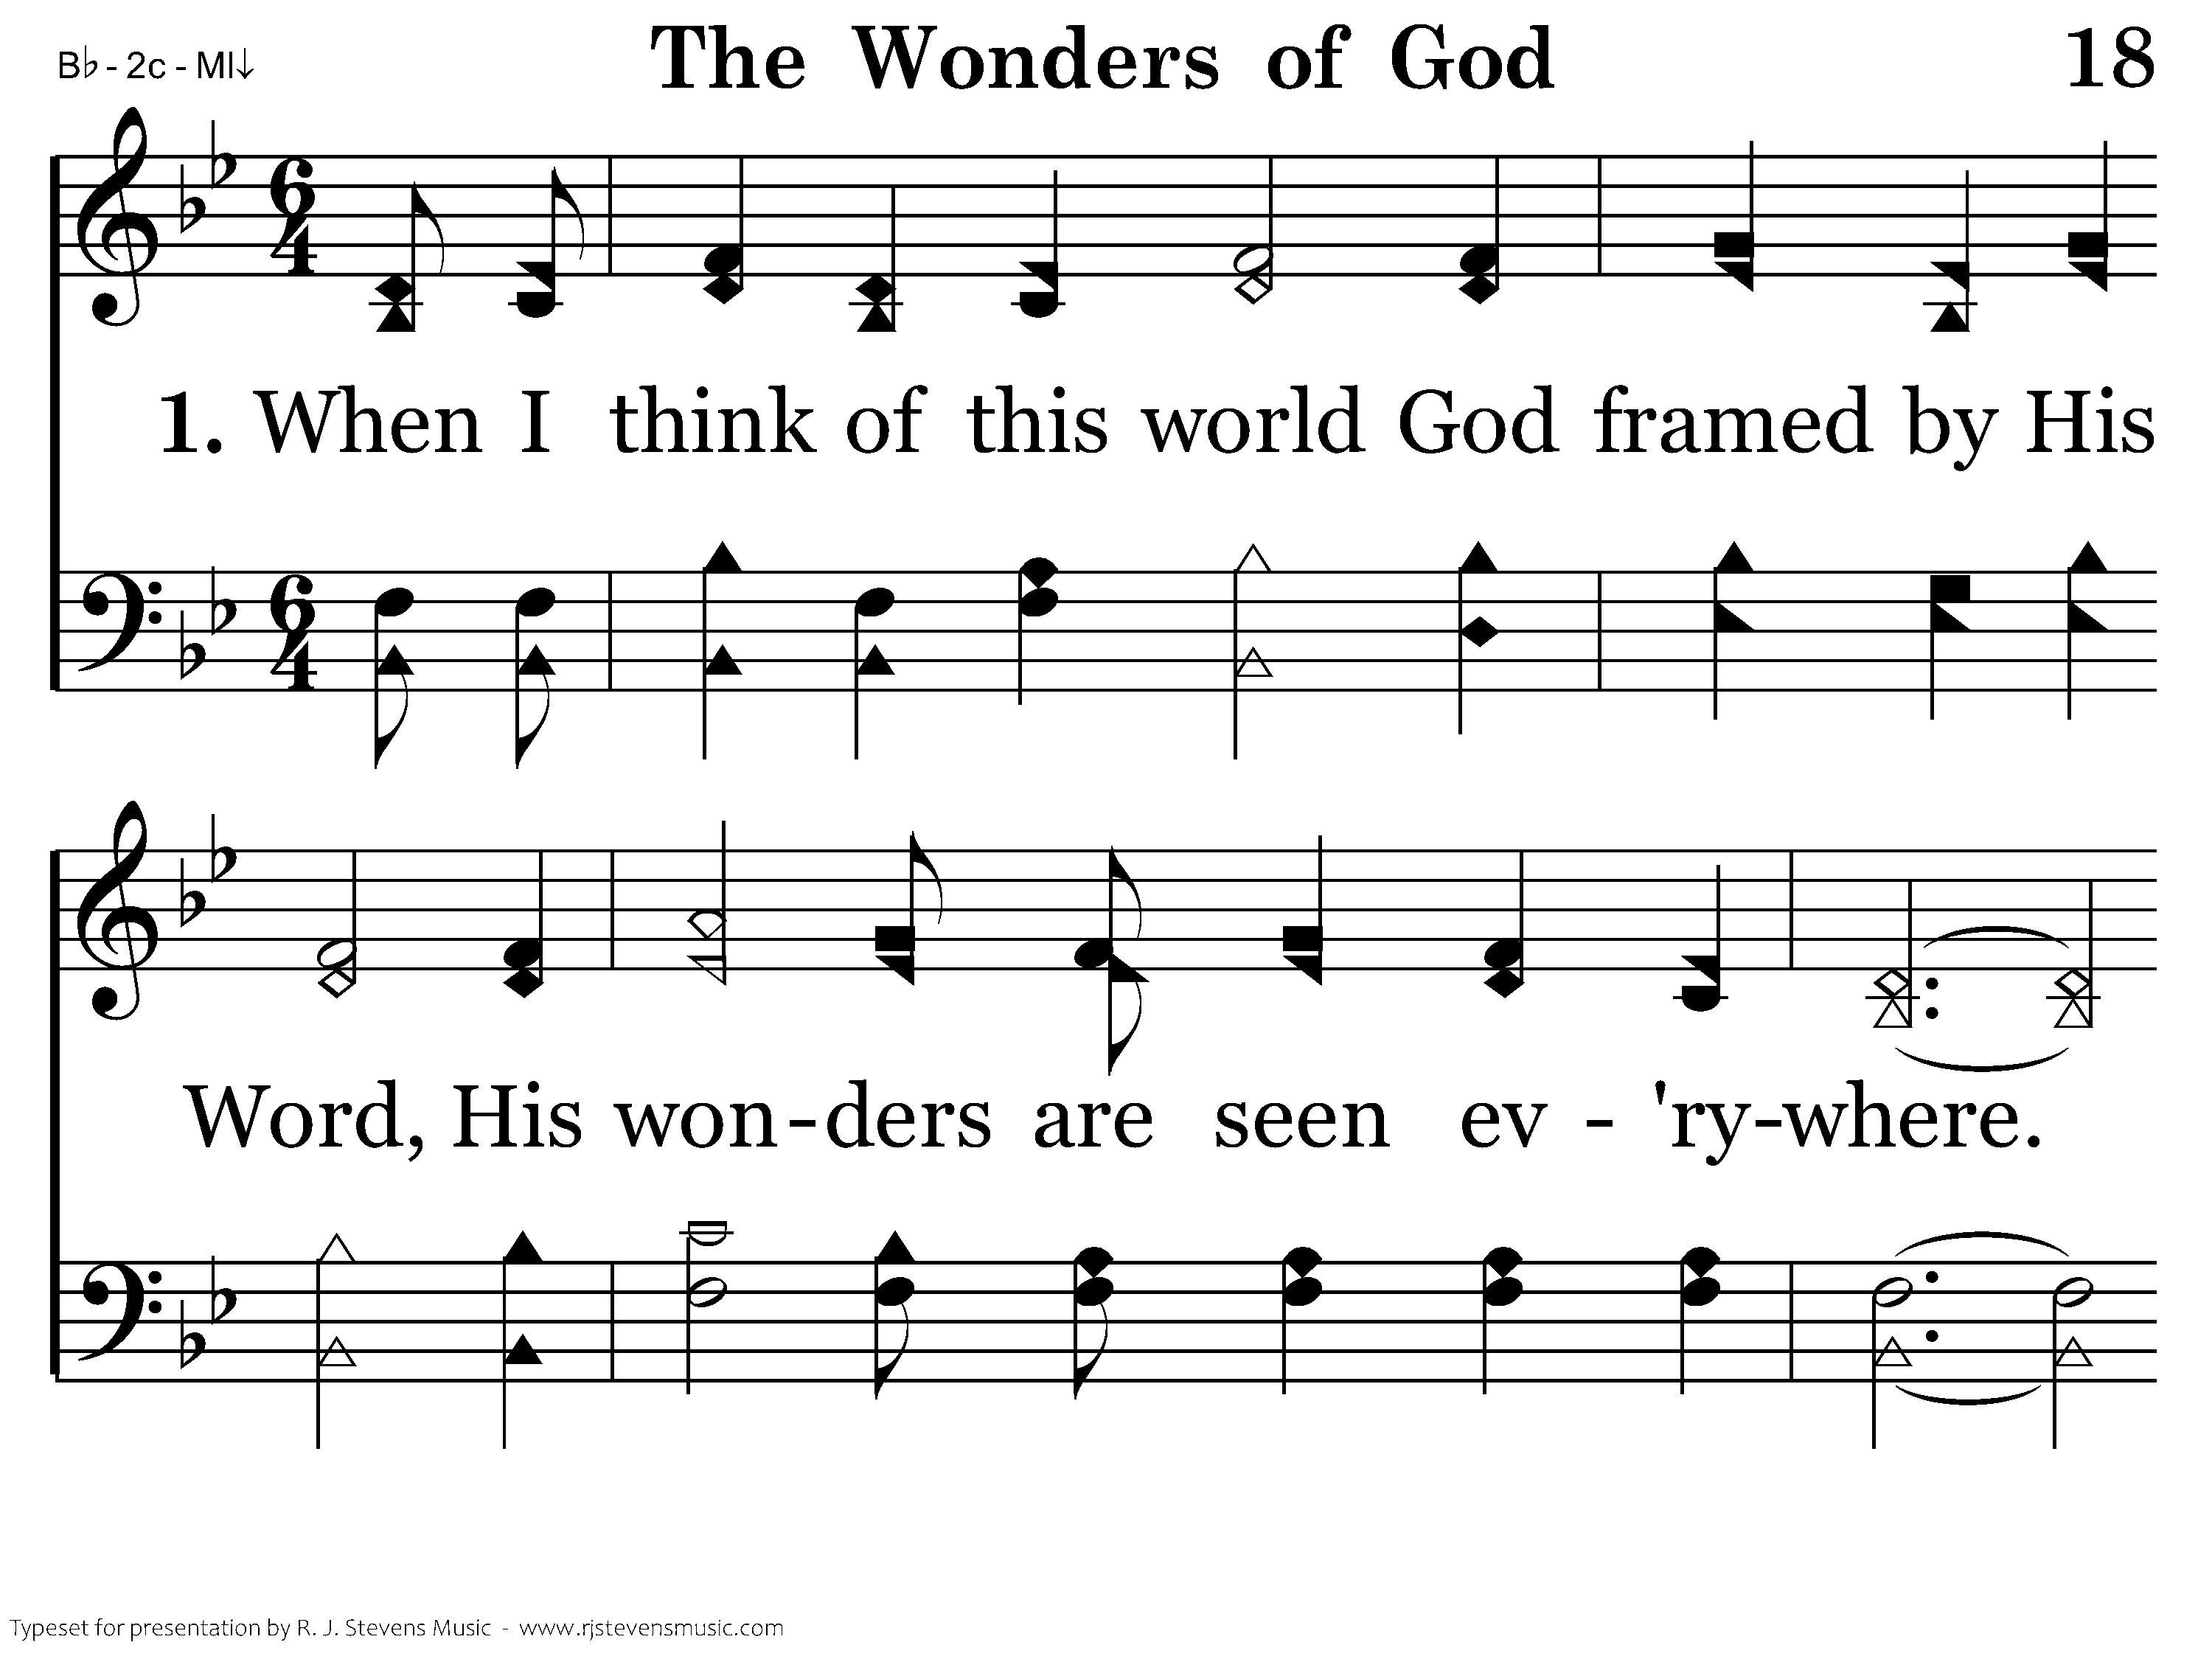 B♭ - 2c - MI↓
The Wonders of God
18
1. When I think of this world God framed by His
Word, His won-ders are seen ev - 'ry-where.
Typeset for presentation by R. J. Stevens Music - www.rjstevensmusic.com